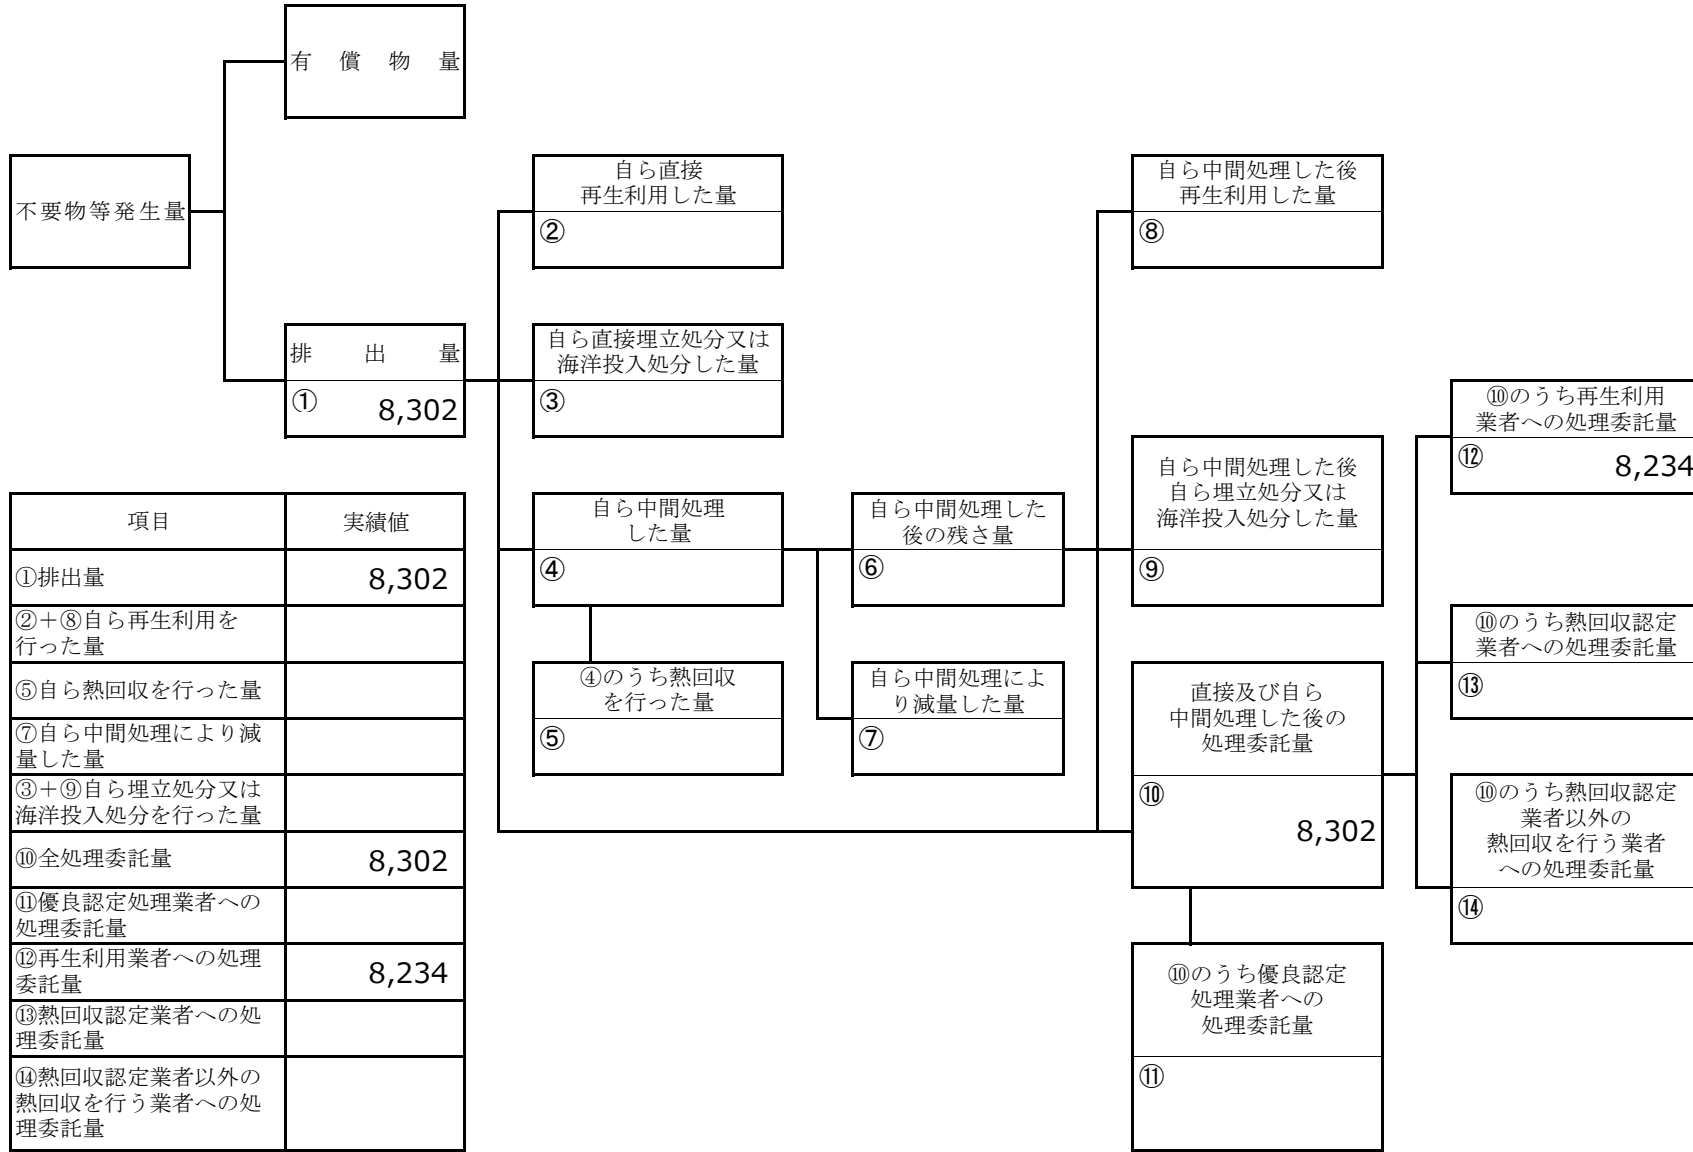 有償物量
不要物等発生量
排出量
① 8,302
自ら直接
再生利用した量
②
自ら直接埋立処分又は
海洋投入処分した量
③
自ら中間処理
した量
④
④のうち熱回収
を行った量
⑤
自ら中間処理した
後の残さ量
⑥
自ら中間処理によ
り減量した量
⑦
自ら中間処理した後
再生利用した量
⑧
自ら中間処理した後
自ら埋立処分又は
海洋投入処分した量
⑨
直接及び自ら
中間処理した後の
処理委託量
⑩
8,302
⑩のうち優良認定
処理業者への
処理委託量
⑪
⑩のうち再生利用
業者への処理委託量
⑫ 8,234
⑩のうち熱回収認定
業者への処理委託量
⑬
⑩のうち熱回収認定
業者以外の
熱回収を行う業者
への処理委託量
⑭
項目 実績値
①排出量 8,302
②＋⑧自ら再生利用を
行った量
⑤自ら熱回収を行った量
⑦自ら中間処理により減
量した量
③＋⑨自ら埋立処分又は
海洋投入処分を行った量
⑩全処理委託量 8,302
⑪優良認定処理業者への
処理委託量
⑫再生利用業者への処理
委託量 8,234
⑬熱回収認定業者への処
理委託量
⑭熱回収認定業者以外の
熱回収を行う業者への処
理委託量